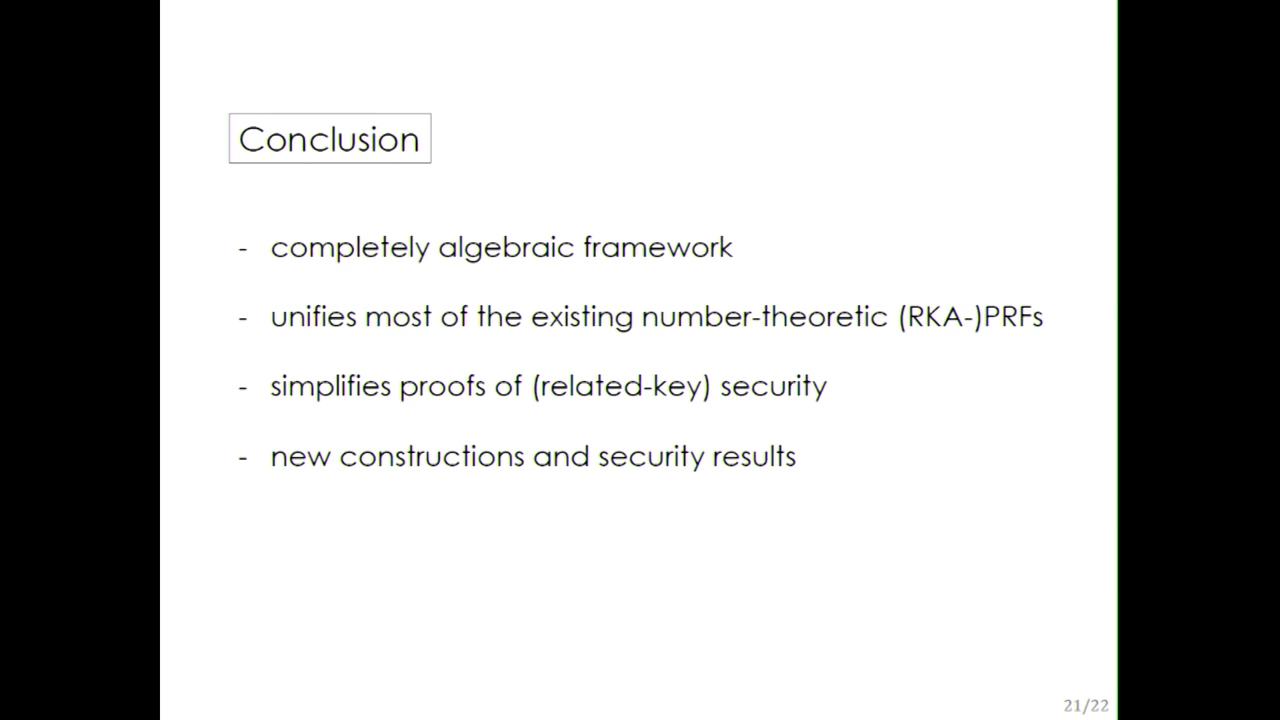 Conclusion
- completely algebraic framework
- unifies most of the existing number-theoretic (RKA-)PRFs
- simplifies proofs of (related-key) security
- new constructions and security results
21/22